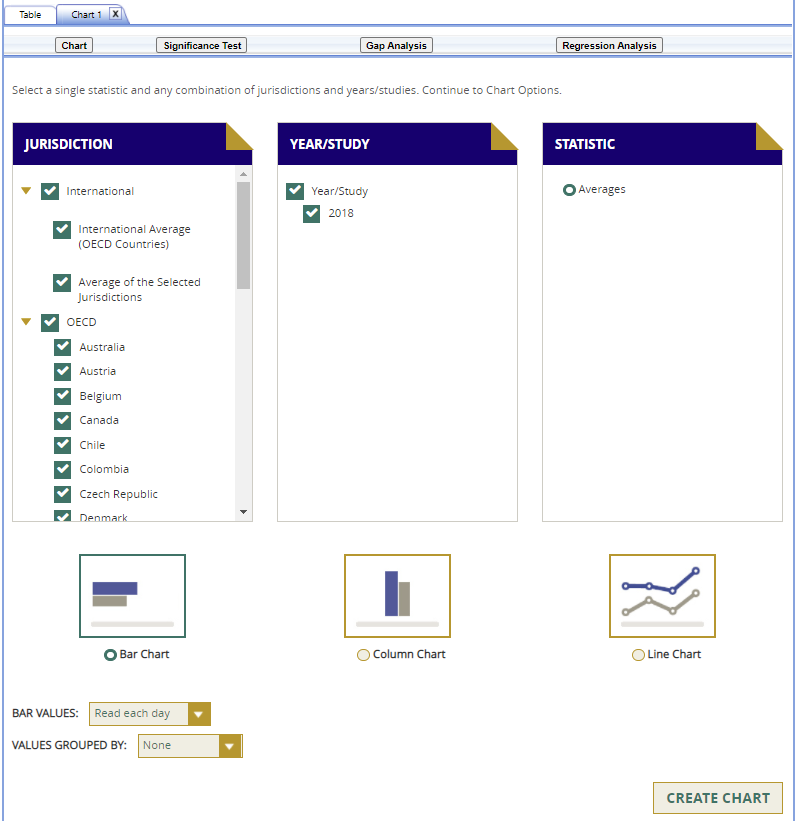 Table
Chart 1 X
Chart
Significance Test
Gap Analysis
Regression Analysis
Select a single statistic and any combination of jurisdictions and years/studies. Continue to Chart Options.
JURISDICTION
International
International Average
(OECD Countries)
Average of the Selected
Jurisdictions
OECD
Australia
Austria
Belgium
Canada
Chile
Colombia
Czech Republic
Denmark
YEAR/STUDY
Year/Study
2018
STATISTIC
Averages
Bar Chart
Column Chart
Line Chart
BAR VALUES: Read each day
VALUES GROUPED BY: None
CREATE CHART